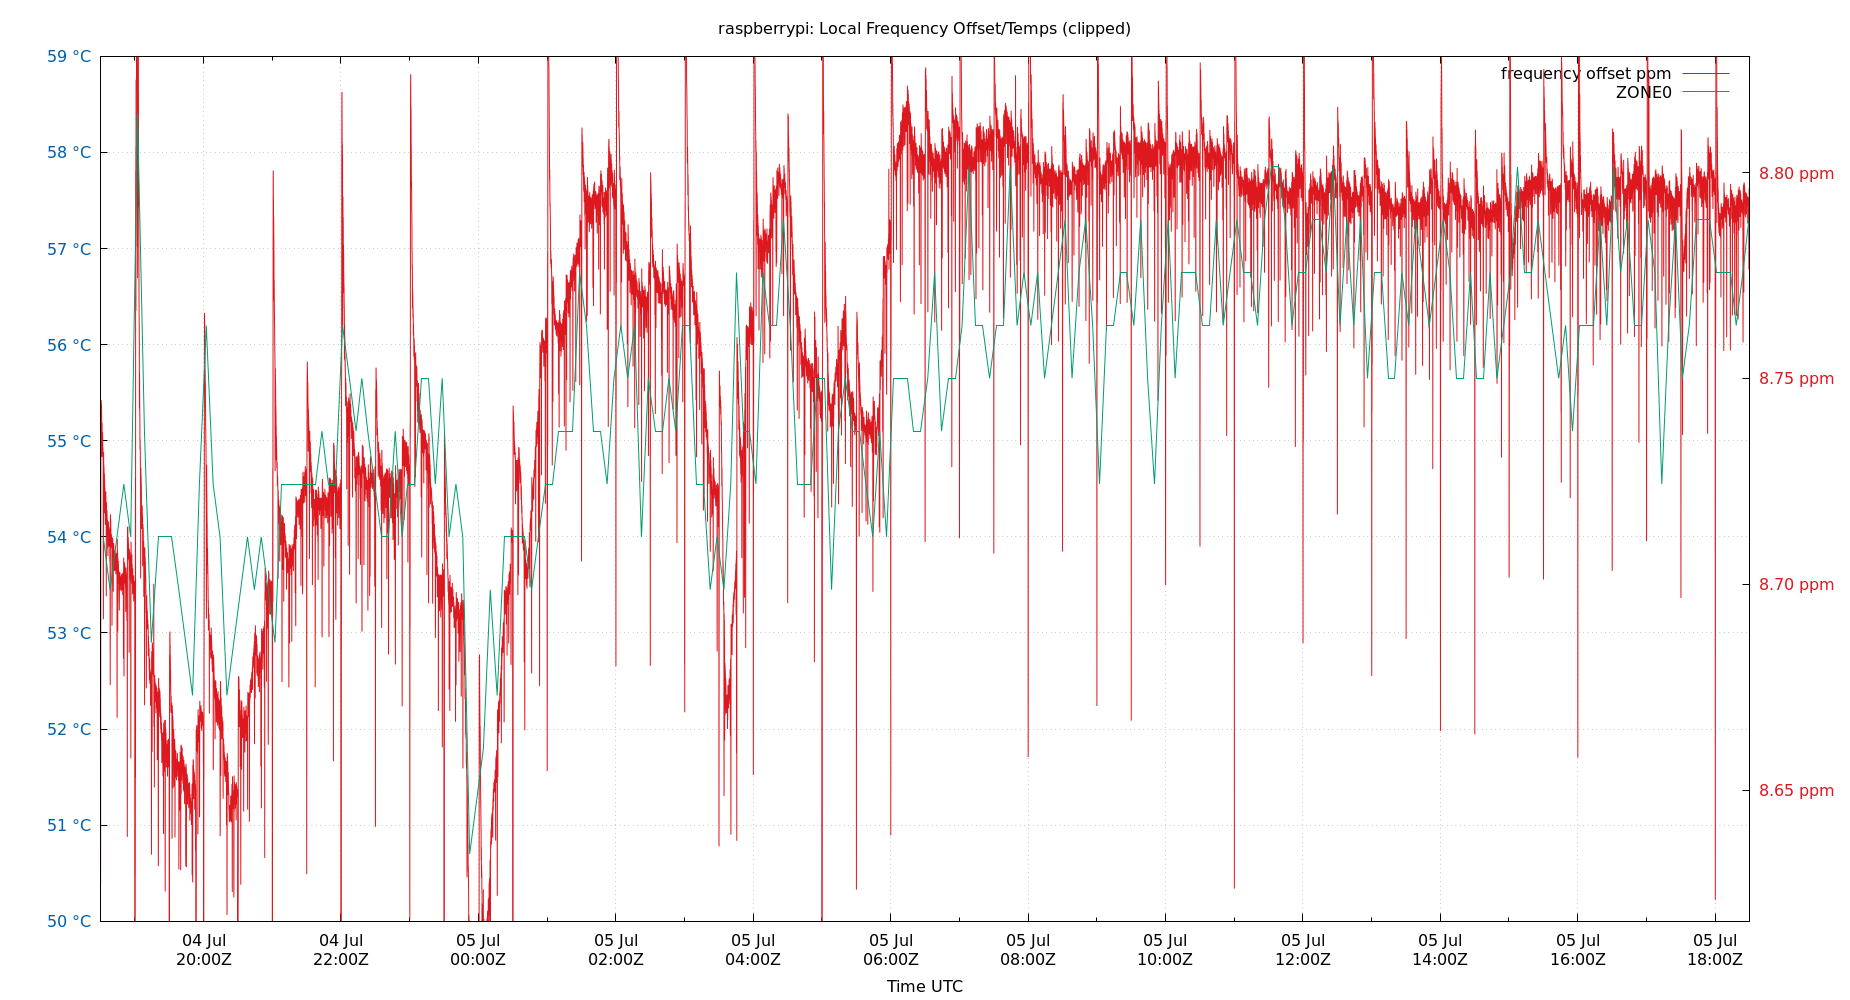 raspberrypi: Local Frequency Offset/Temps (clipped)
59 °C
58 °C
57 °C
56 °C
55 °C
54 °C
53 °C
52 °C
51 °C
50 °C
frequency offset ppm
ZONE0
8.80 ppm
8.75 ppm
8.70 ppm
8.65 ppm
04 Jul
20:00Z
04 Jul
22:00Z
05 Jul
00:00Z
05 Jul
02:00Z
05 Jul
04:00Z
05 Jul
06:00Z
05 Jul
08:00Z
05 Jul
10:00Z
05 Jul
12:00Z
05 Jul
14:00Z
05 Jul
16:00Z
05 Jul
18:00Z
Time UTC